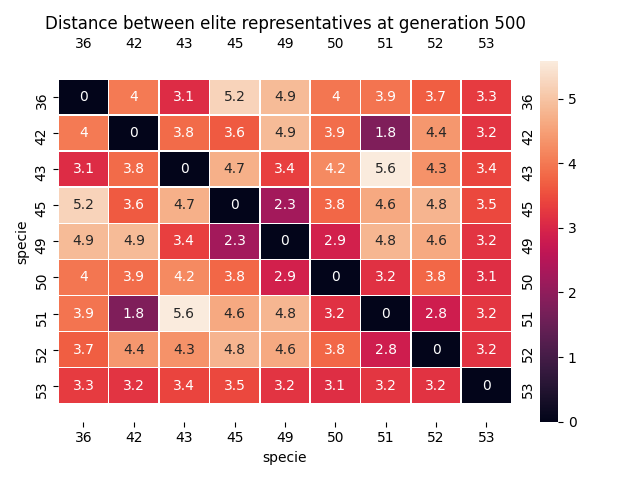 Distance between elite representatives at generation 500
36 42 43 45 49 50 51 52 53
36 0 4 3.1 5.2 4.9 4 3.9 3.7 3.3 36
42 4 0 3.8 3.6 4.9 3.9 1.8 4.4 3.2 42
43 3.1 3.8 0 4.7 3.4 4.2 5.6 4.3 3.4 43
45 5.2 3.6 4.7 0 2.3 3.8 4.6 4.8 3.5 45
49 4.9 4.9 3.4 2.3 0 2.9 4.8 4.6 3.2 49
50 4 3.9 4.2 3.8 2.9 0 3.2 3.8 3.1 50
51 3.9 1.8 5.6 4.6 4.8 3.2 0 2.8 3.2 51
52 3.7 4.4 4.3 4.8 4.6 3.8 2.8 0 3.2 52
53 3.3 3.2 3.4 3.5 3.2 3.1 3.2 3.2 0 53
36 42 43 45 49 50 51 52 53
specie
specie
5
4
3
2
1
0